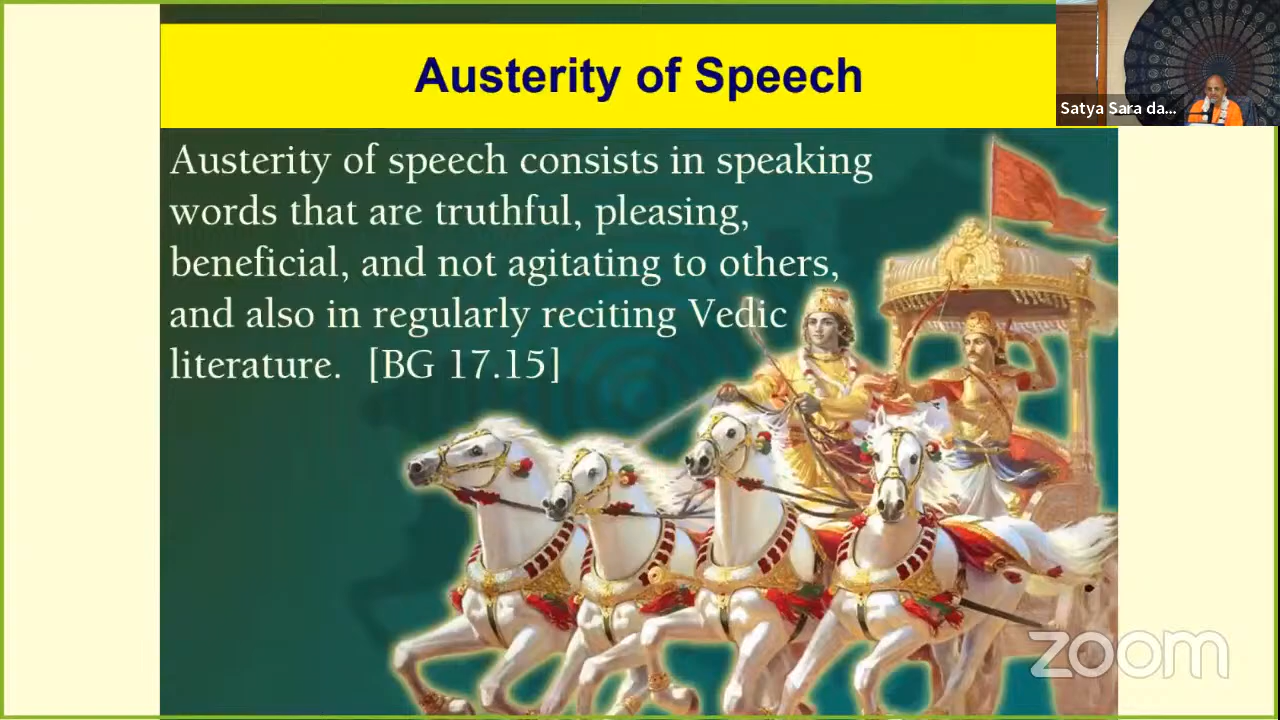 Austerity of Speech
Satya Sara da...
Austerity of speech consists in speaking
words that are truthful, pleasing,
beneficial, and not agitating to others,
and also in regularly reciting Vedic
literature.  [BG 17.15]
zoom